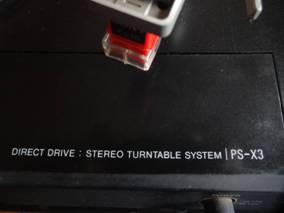 DIRECT DRIVE : STEREO TURNTABLE SYSTEM | PS-X3